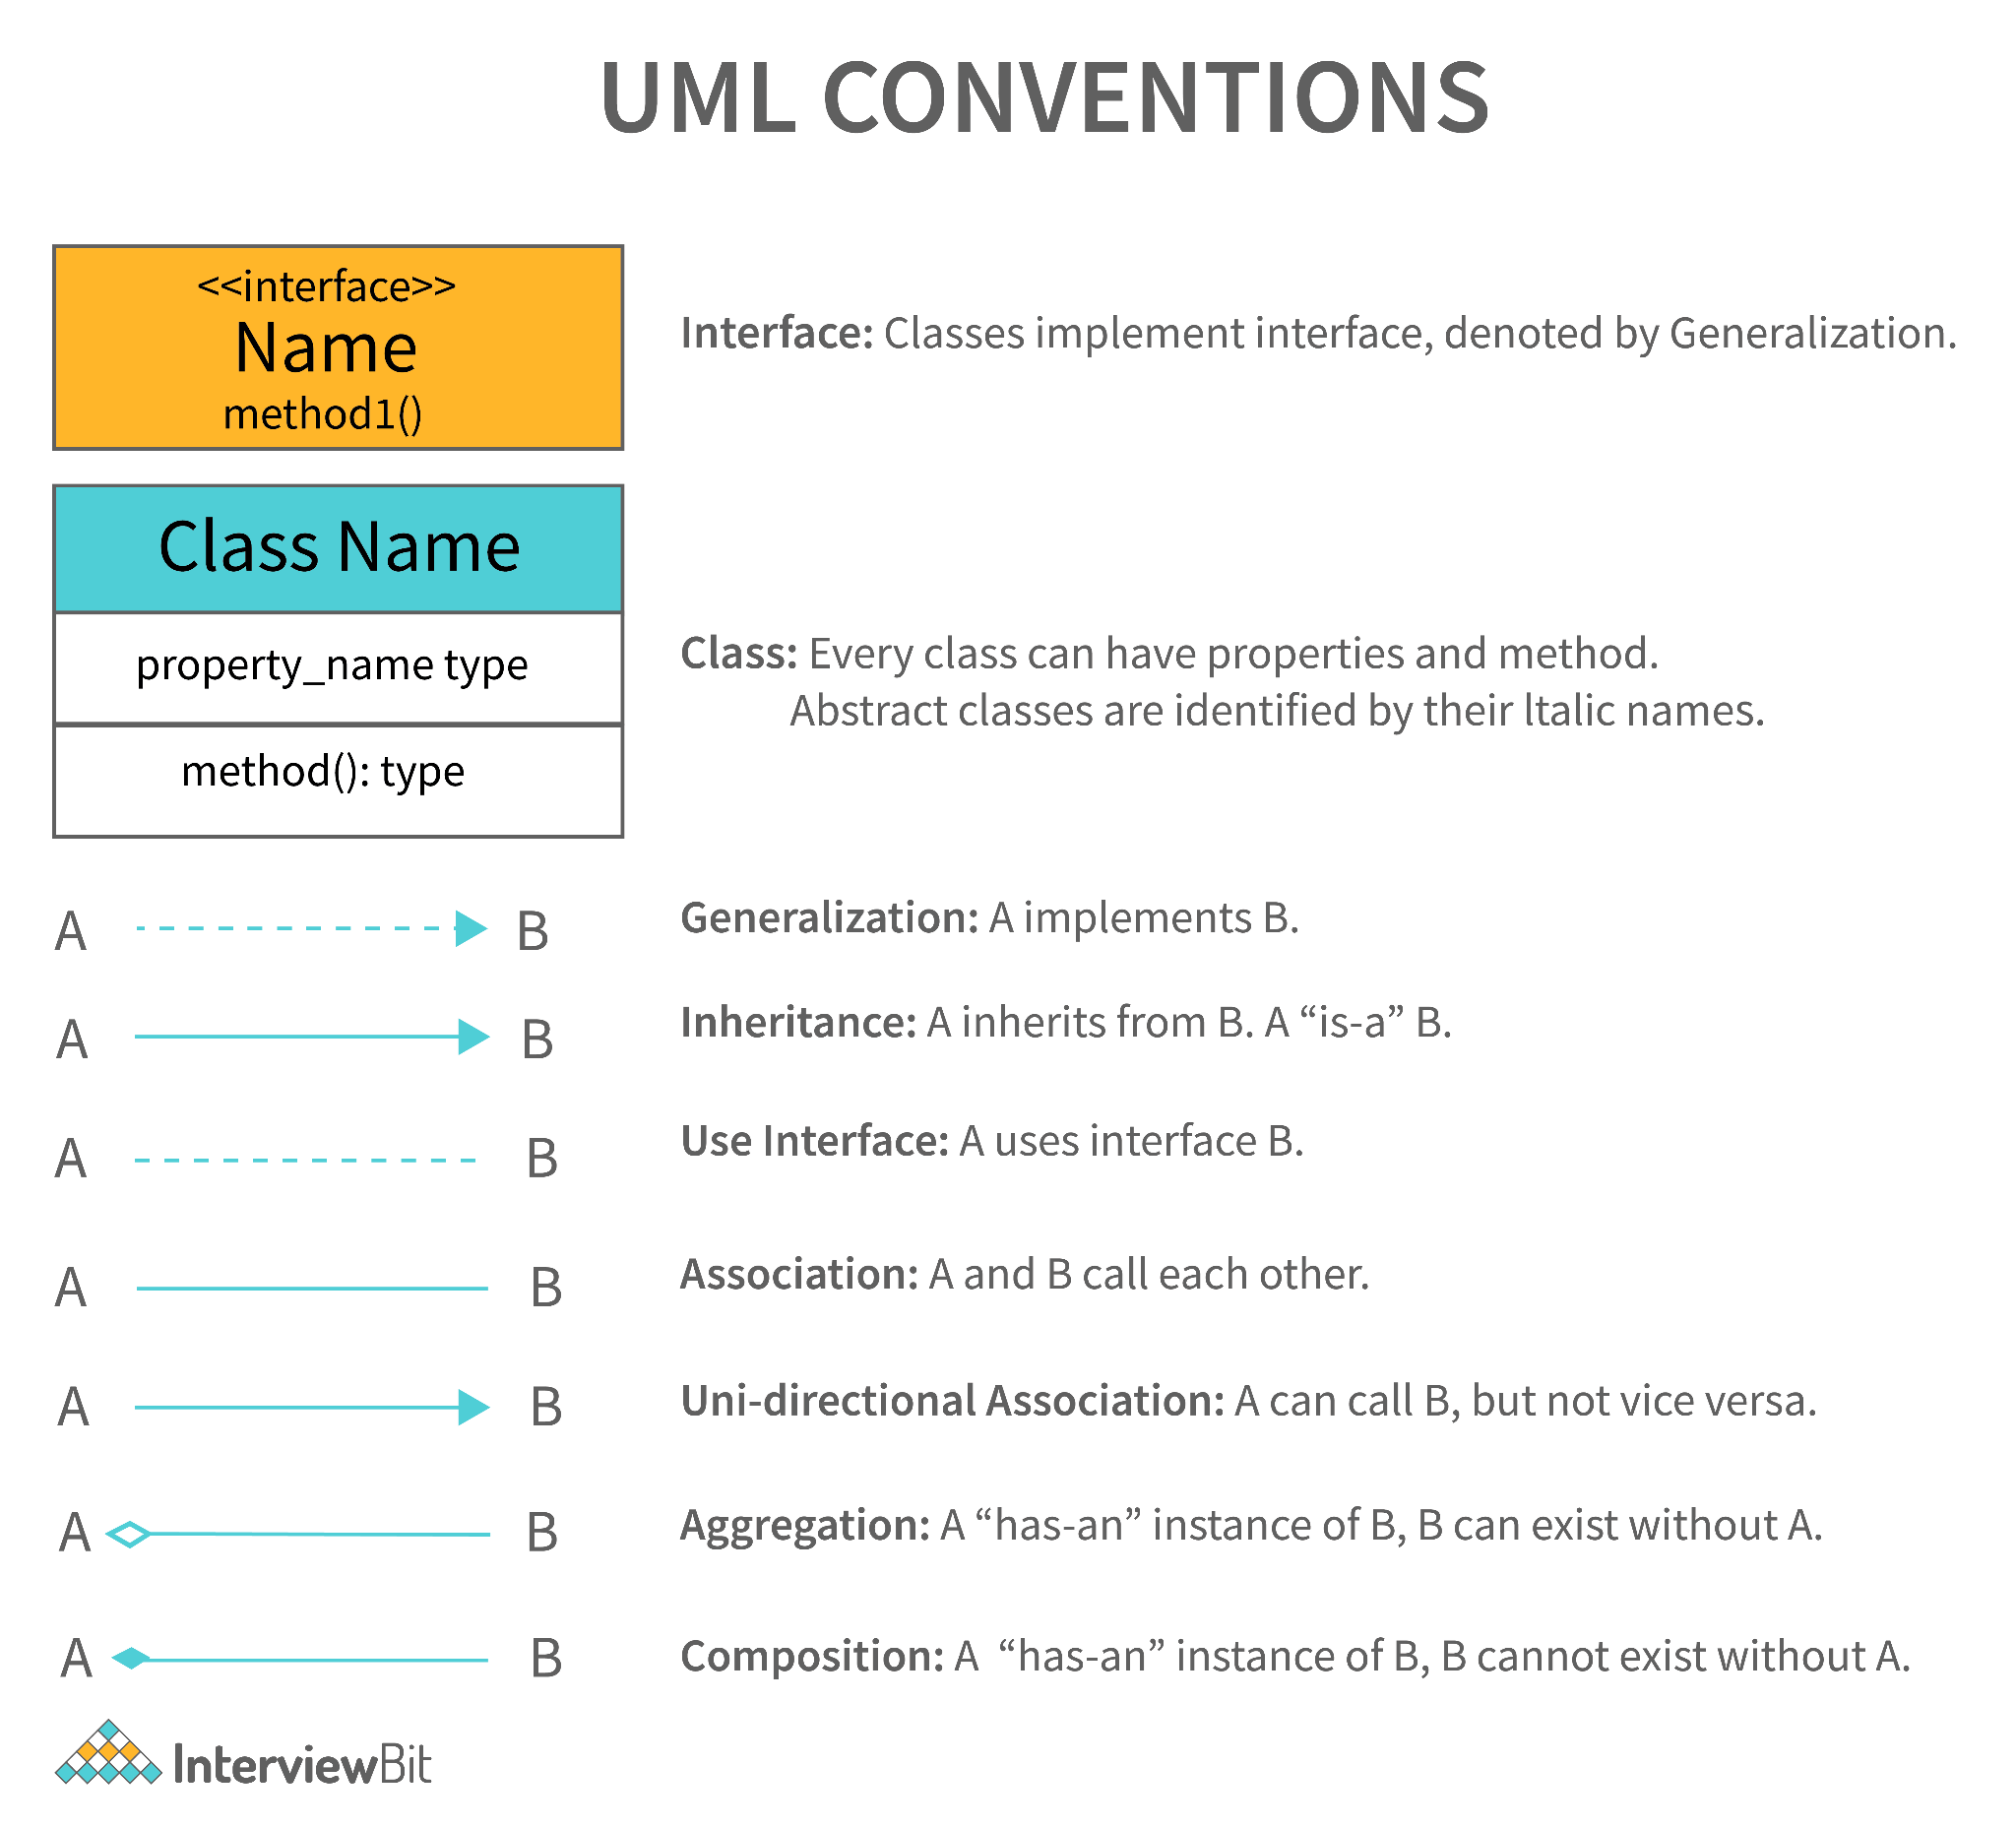 UML CONVENTIONS
<<interface>>
Name
method1()
Interface: Classes implement interface, denoted by Generalization.
Class Name
property_name type
method(): type
Class: Every class can have properties and method.
Abstract classes are identified by their ltalic names.
A B Generalization: A implements B.
A B Inheritance: A inherits from B. A “is-a” B.
A B Use Interface: A uses interface B.
A B Association: A and B call each other.
A B Uni-directional Association: A can call B, but not vice versa.
A B Aggregation: A “has-an” instance of B, B can exist without A.
A B Composition: A “has-an” instance of B, B cannot exist without A.
InterviewBit